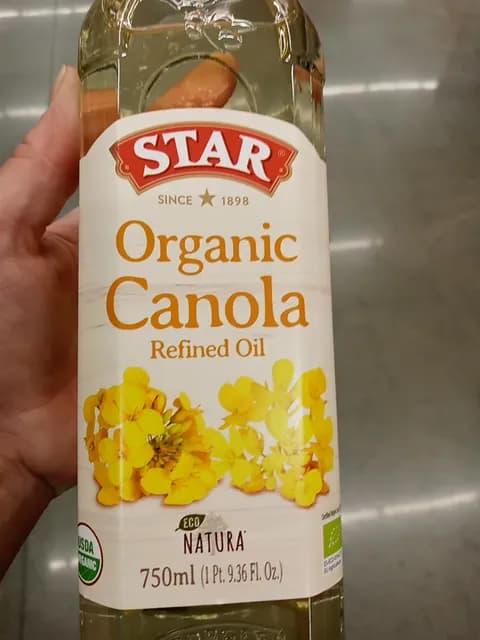 STAR
SINCE 1898
Organic
Canola
Refined Oil
ECO
NATURA
USDA
ORGANIC
750ml (1 Pt. 9.36 Fl. Oz.)